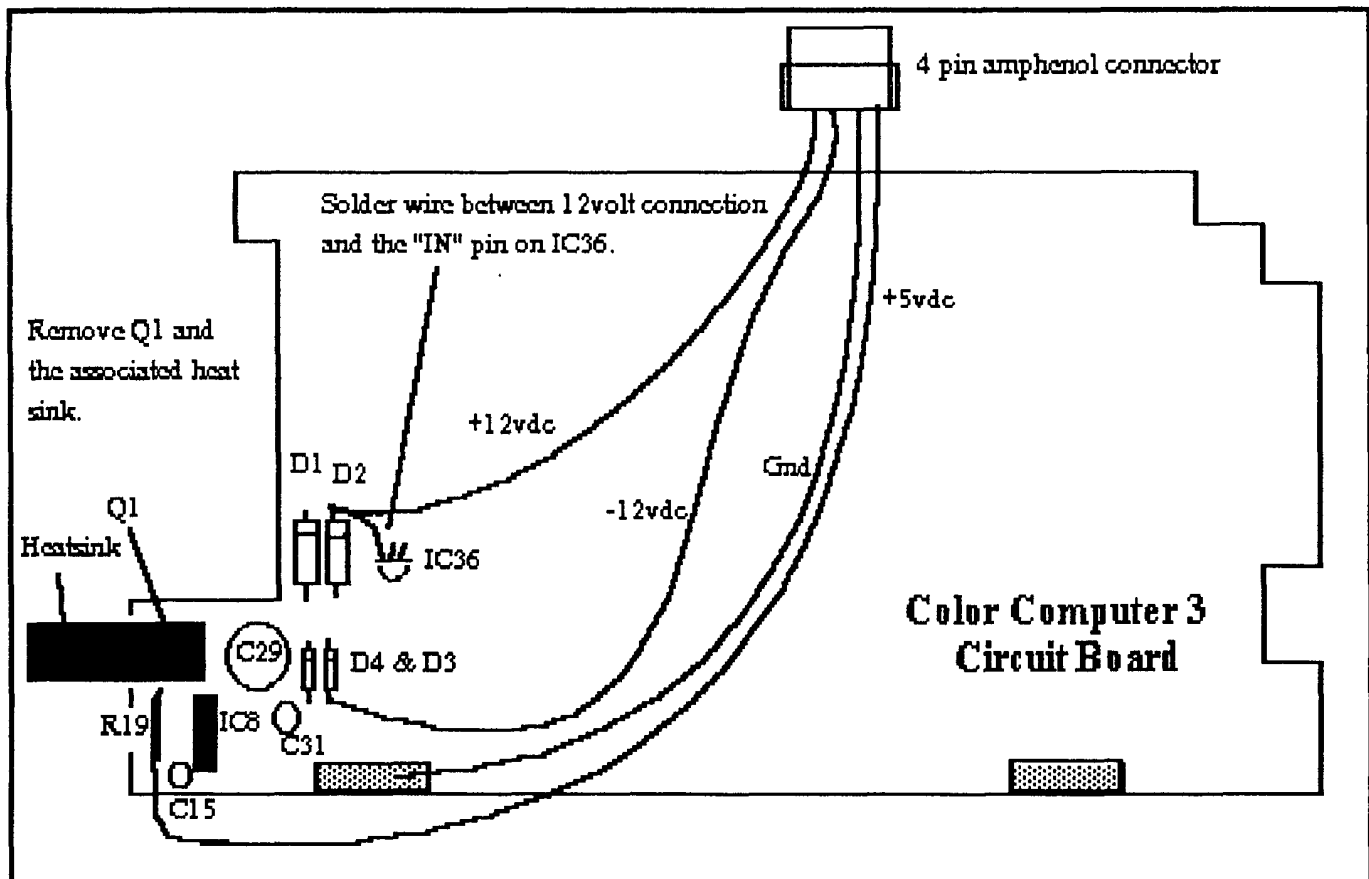 4 pin amphenol connector
Solder wire between 12volt connection
and the "IN" pin on IC36.
+5vdc
Remove Q1 and
the associated heat
sink.
+12vdc
D1
D2
Gnd
-12vdc
Q1
Heatsink
IC36
Color Computer 3
Circuit Board
C29
D4 & D3
R19
IC8
C31
C15